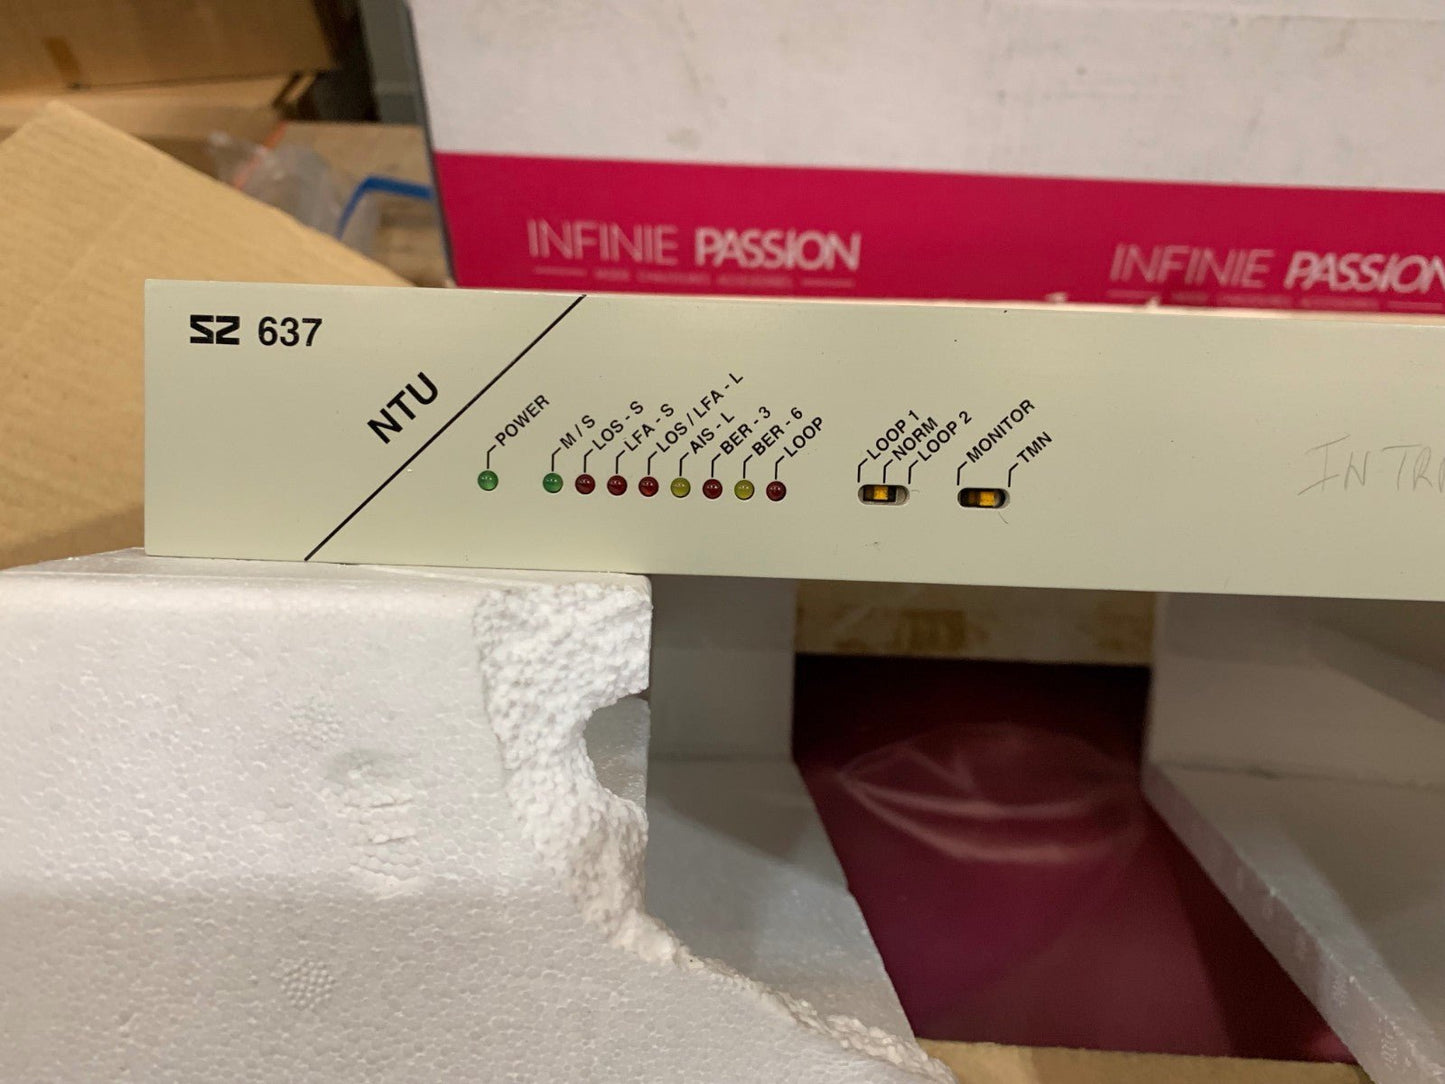 INFINIE PASSION
INFINIE PASSION
SZ 637
NTU
POWER
M / S
LOS - S
LFA - S
LOS / LFA - L
AIS - L
BER - 3
BER - 6
LOOP
LOOP 1
NORM
LOOP 2
MONITOR
TMN